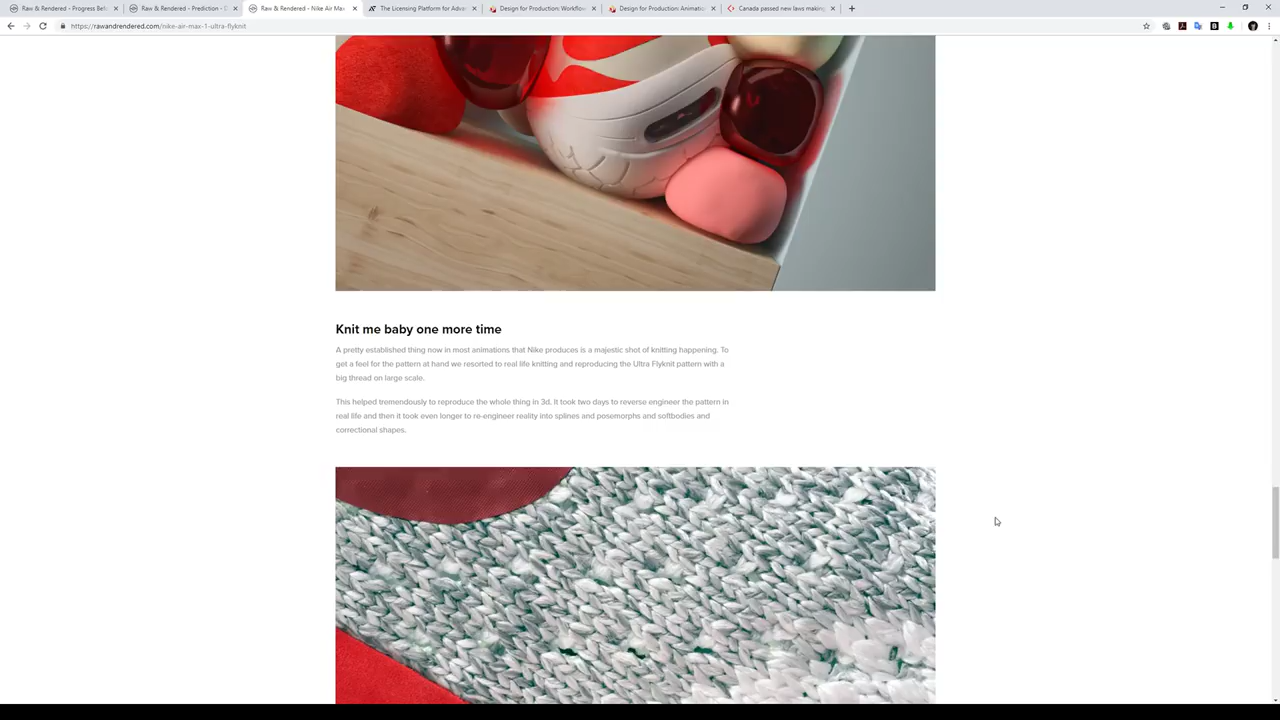 Raw & Rendered - Progress Bef
Raw & Rendered - Prediction - D
Raw & Rendered - Nike Air Max
The Licensing Platform for Adva
Design for Production: Workflow
Design for Production: Animatio
Canada passed new laws making
https://rawandrendered.com/nike-air-max-1-ultra-flyknit
Knit me baby one more time
A pretty established thing now in most animations that Nike produces is a majestic shot of knitting happening. To
get a feel for the pattern at hand we resorted to real life knitting and reproducing the Ultra Flyknit pattern with a
big thread on large scale.
This helped tremendously to reproduce the whole thing in 3d. It took two days to reverse engineer the pattern in
real life and then it took even longer to re-engineer reality into splines and posemorphs and softbodies and
correctional shapes.